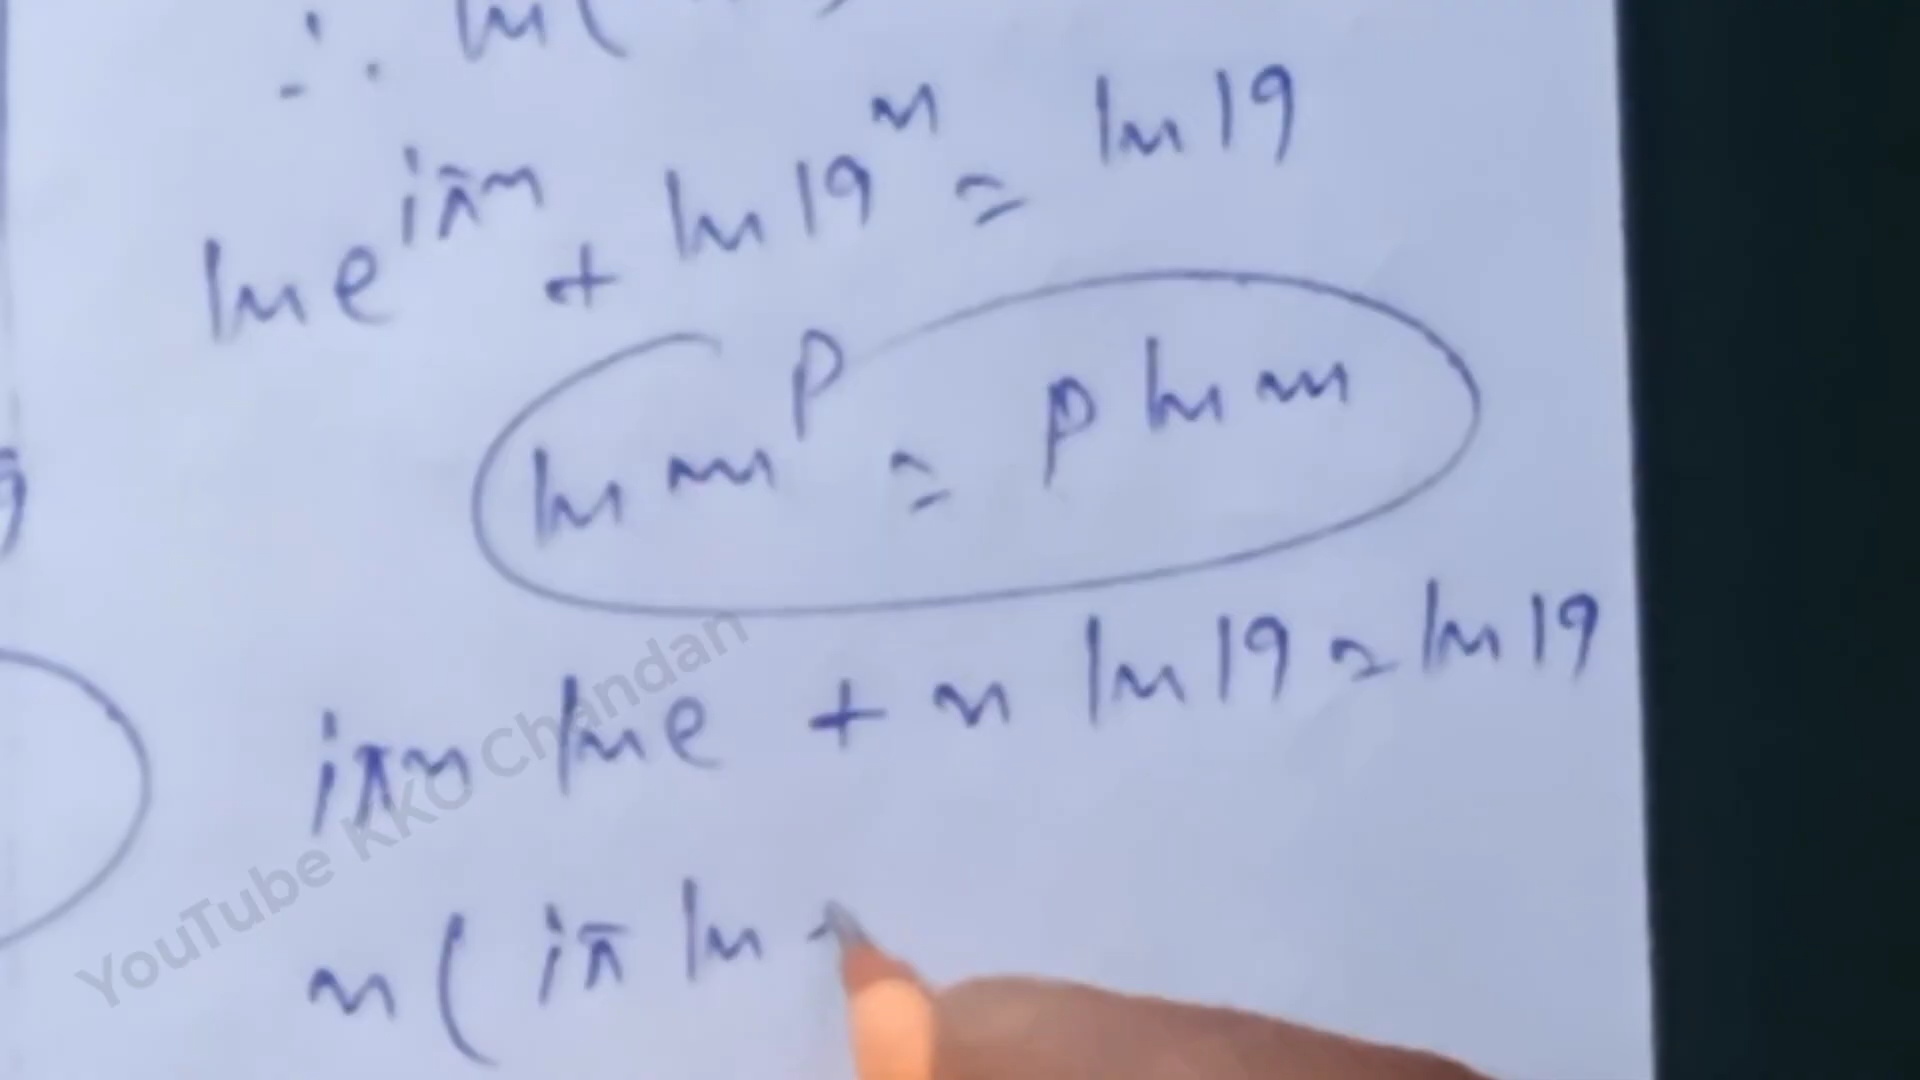 ∴ ln(
ln e^{iπn} + ln 19^n = ln 19
ln m^p = p ln m
iπn ln e + n ln 19 = ln 19
n ( iπ ln
YouTube KKO Chandan